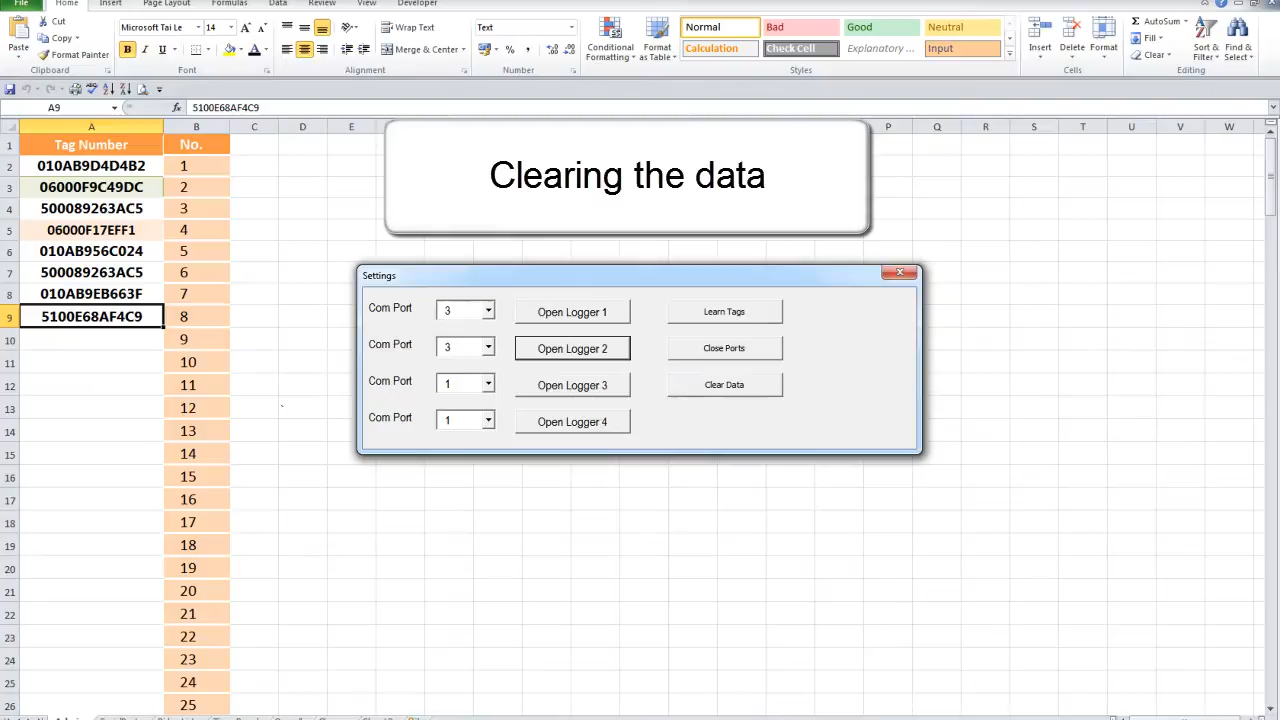 File Home Insert Page Layout Formulas Data Review View Developer
Paste Cut Copy Format Painter Clipboard
Microsoft Tai Le 14 Font
Wrap Text Merge & Center Alignment
Text Number
Conditional Formatting Format as Table
Normal Bad Good Neutral
Calculation Check Cell Explanatory ... Input
Styles
Insert Delete Format Cells
AutoSum Fill Clear Sort & Filter Find & Select Editing
A9 fx 5100E68AF4C9
A B C D E P Q R S T U V W
1 Tag Number No.
2 010AB9D4D4B2 1
3 06000F9C49DC 2
4 500089263AC5 3
5 06000F17EFF1 4
6 010AB956C024 5
7 500089263AC5 6
8 010AB9EB663F 7
9 5100E68AF4C9 8
10 9
11 10
12 11
13 12
14 13
15 14
16 15
17 16
18 17
19 18
20 19
21 20
22 21
23 22
24 23
25 24
26 25
Clearing the data
Settings
Com Port 3 Open Logger 1 Learn Tags
Com Port 3 Open Logger 2 Close Ports
Com Port 1 Open Logger 3 Clear Data
Com Port 1 Open Logger 4